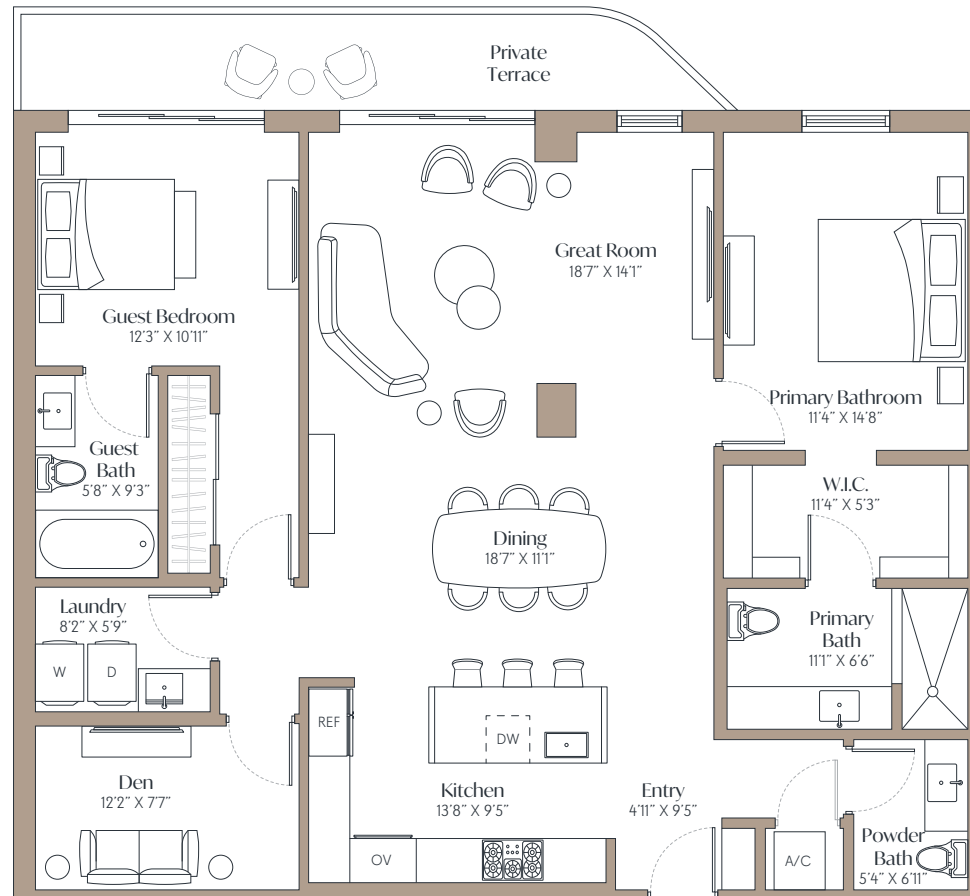 Private
Terrace
Great Room
18'7" X 14'1"
Guest Bedroom
12'3" X 10'11"
Primary Bathroom
11'4" X 14'8"
Guest
Bath
5'8" X 9'3"
W.I.C.
11'4" X 5'3"
Dining
18'7" X 11'1"
Laundry
8'2" X 5'9"
W
D
Primary
Bath
11'1" X 6'6"
REF
DW
Den
12'2" X 7'7"
Kitchen
13'8" X 9'5"
Entry
4'11" X 9'5"
OV
A/C
Powder
Bath
5'4" X 6'11"